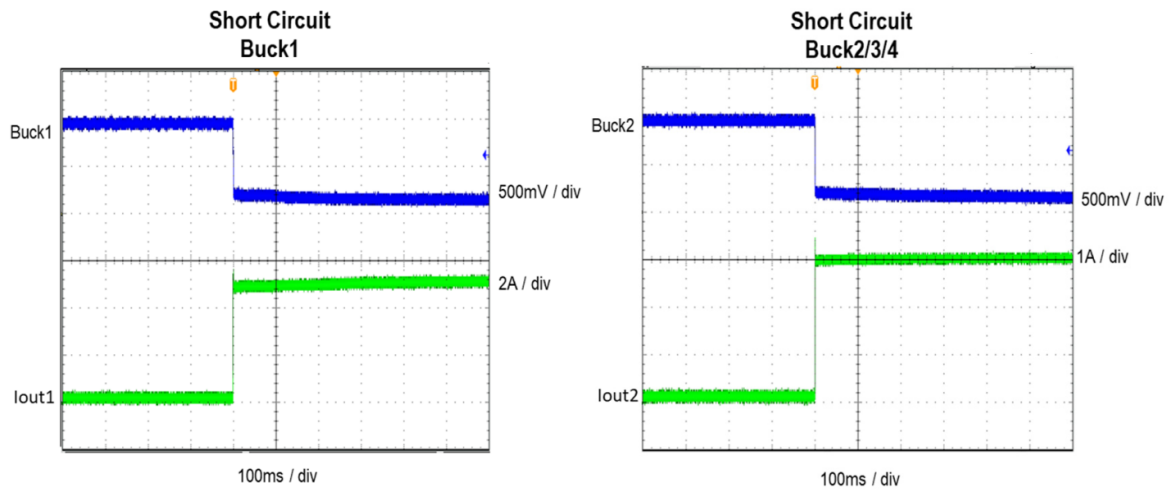 Short Circuit
Buck1
Buck1
500mV / div
2A / div
Iout1
100ms / div
Short Circuit
Buck2/3/4
Buck2
500mV / div
1A / div
Iout2
100ms / div